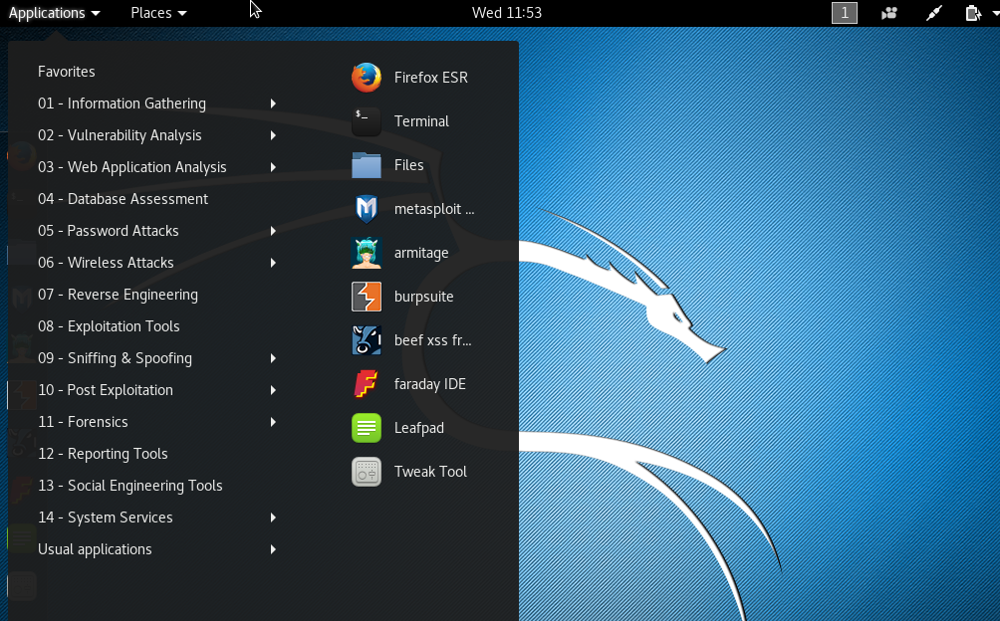 Applications Places Wed 11:53 1
Favorites
01 - Information Gathering
02 - Vulnerability Analysis
03 - Web Application Analysis
04 - Database Assessment
05 - Password Attacks
06 - Wireless Attacks
07 - Reverse Engineering
08 - Exploitation Tools
09 - Sniffing & Spoofing
10 - Post Exploitation
11 - Forensics
12 - Reporting Tools
13 - Social Engineering Tools
14 - System Services
Usual applications
Firefox ESR
Terminal
Files
metasploit ...
armitage
burpsuite
beef xss fr...
faraday IDE
Leafpad
Tweak Tool